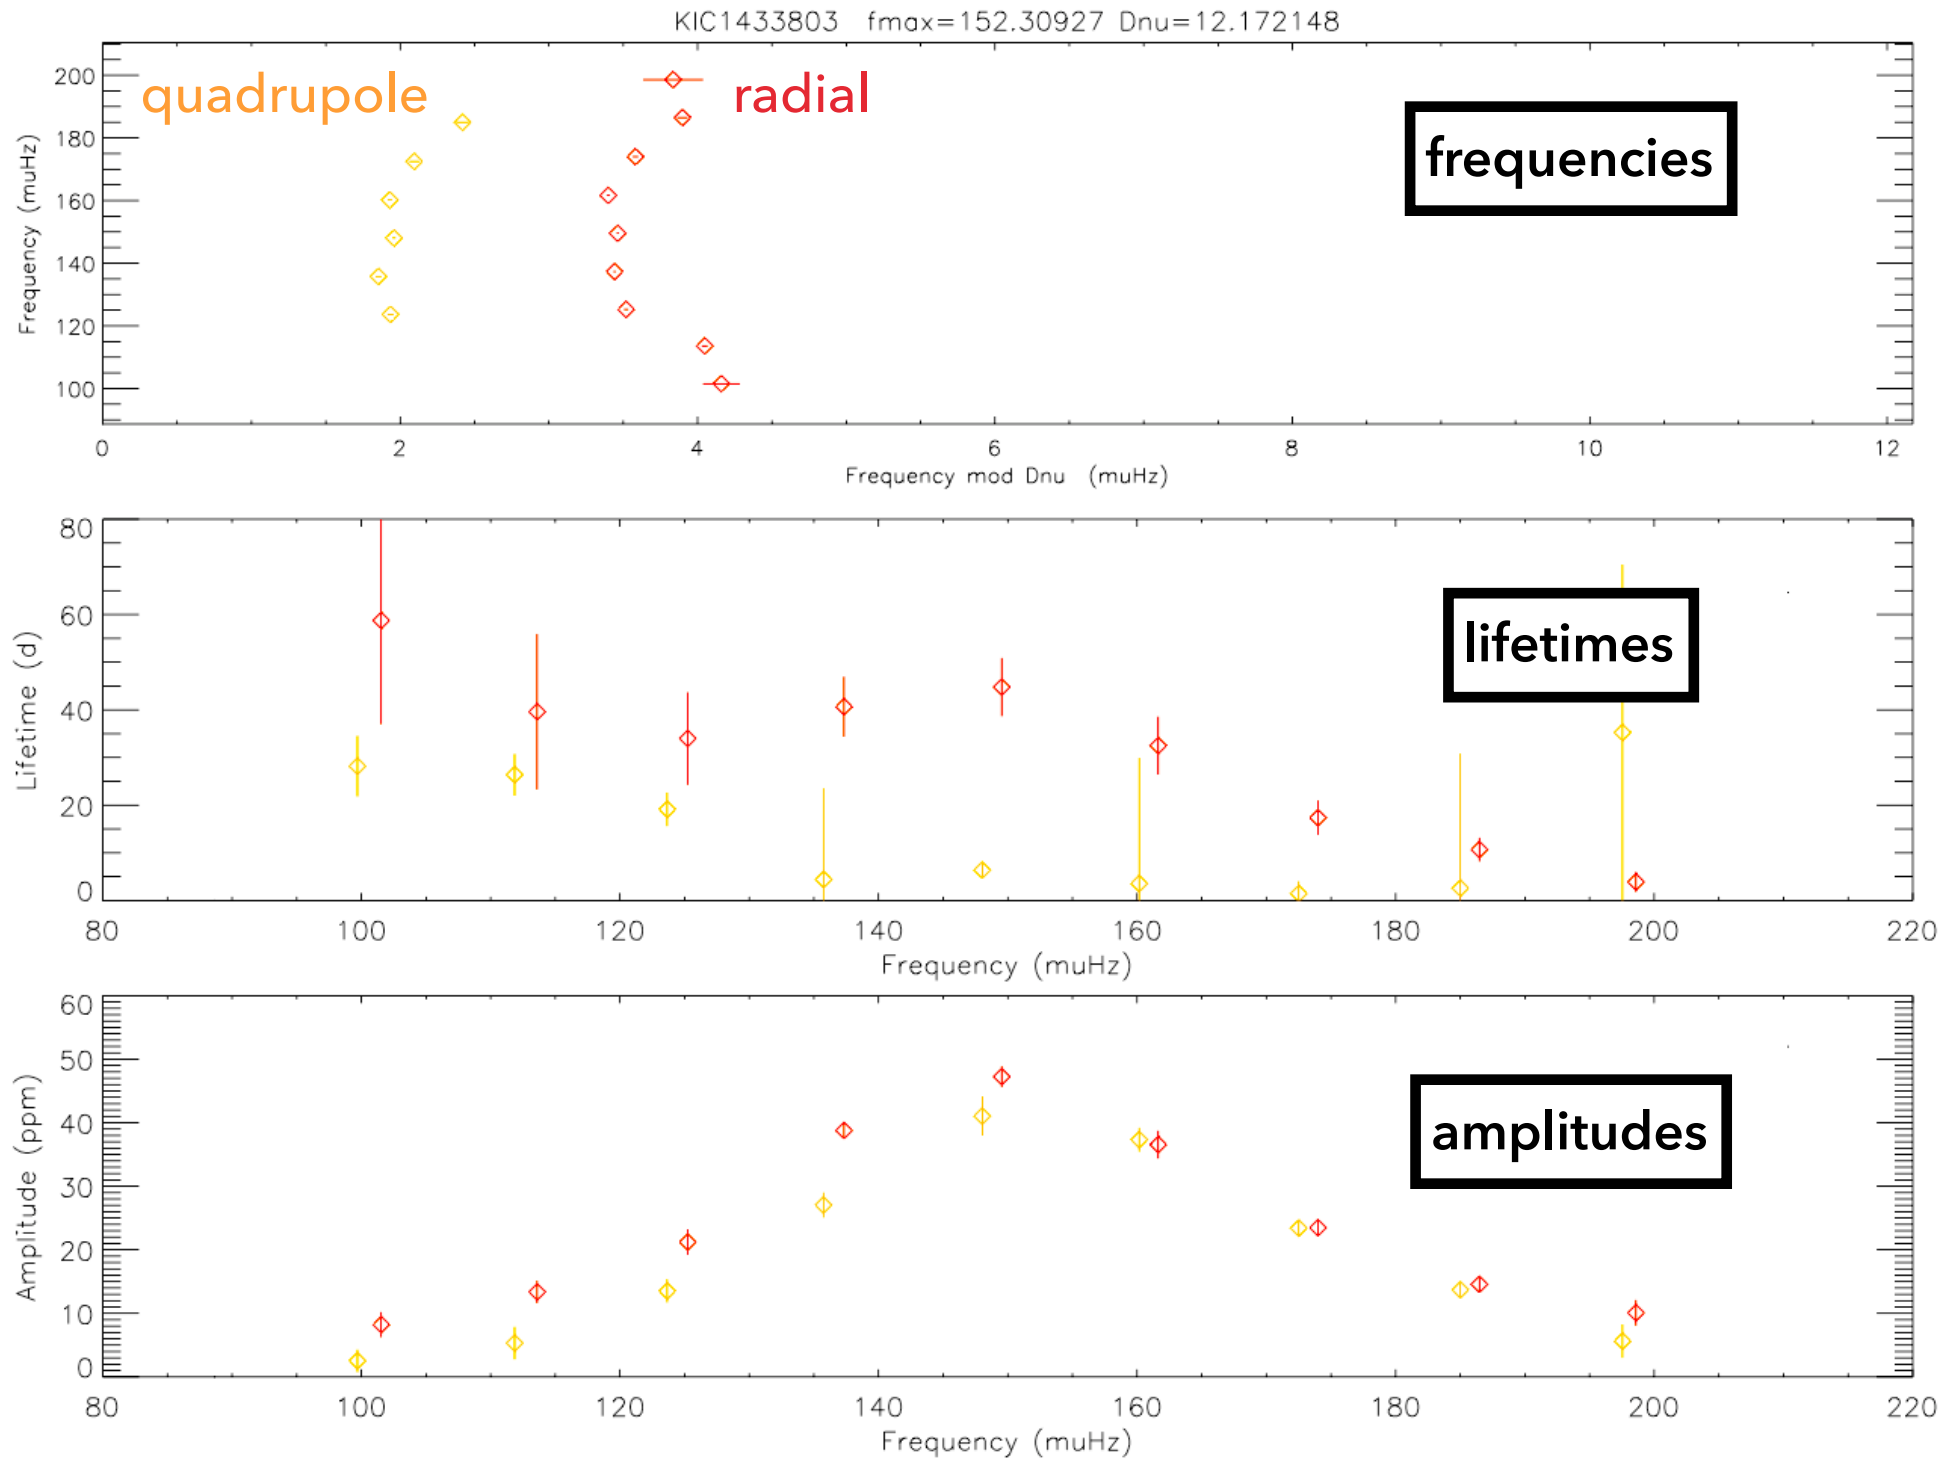 KIC1433803 fmax=152.30927 Dnu=12.172148
200
180
160
140
120
100
Frequency (muHz)
quadrupole
radial
frequencies
0 2 4 6 8 10 12
Frequency mod Dnu (muHz)
80
60
40
20
0
Lifetime (d)
lifetimes
80 100 120 140 160 180 200 220
Frequency (muHz)
60
50
40
30
20
10
0
Amplitude (ppm)
amplitudes
80 100 120 140 160 180 200 220
Frequency (muHz)